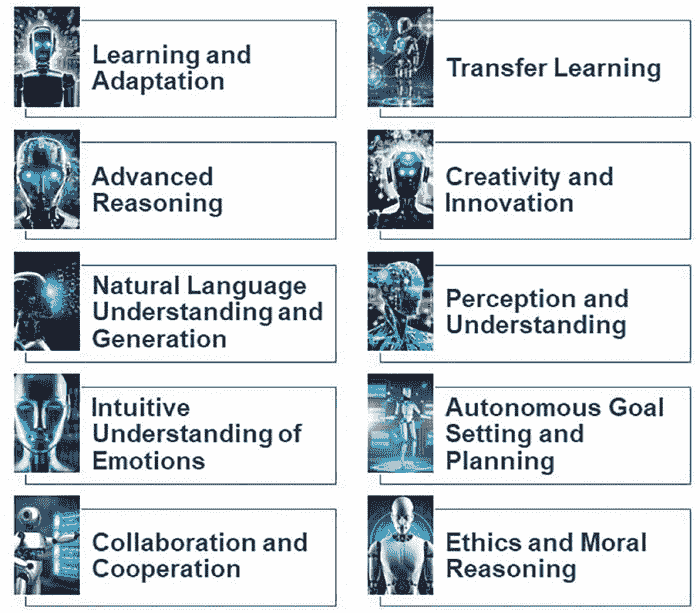 Learning and
Adaptation
Transfer Learning
Advanced
Reasoning
Creativity and
Innovation
Natural Language
Understanding and
Generation
Perception and
Understanding
Intuitive
Understanding of
Emotions
Autonomous Goal
Setting and
Planning
Collaboration and
Cooperation
Ethics and Moral
Reasoning